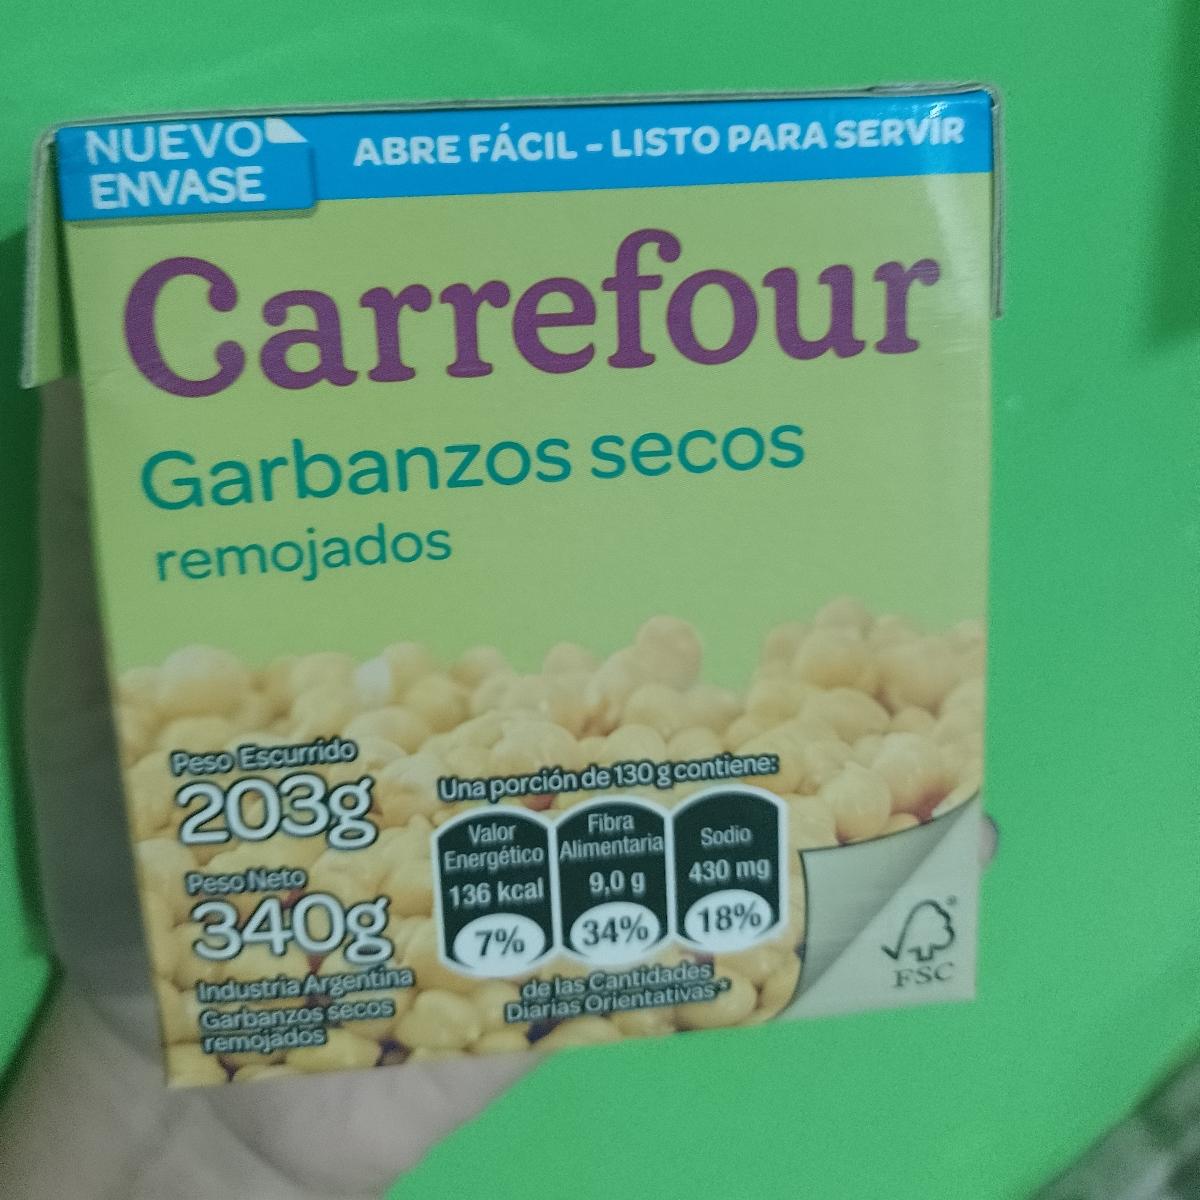 NUEVO
ENVASE
ABRE FÁCIL - LISTO PARA SERVIR
Carrefour
Garbanzos secos
remojados
Peso Escurrido
203g
Peso Neto
340g
Industria Argentina
Garbanzos secos
remojados
Una porción de 130 g contiene:
Valor
Energético
136 kcal
7%
Fibra
Alimentaria
9,0 g
34%
Sodio
430 mg
18%
de las Cantidades
Diarias Orientativas*
®
FSC